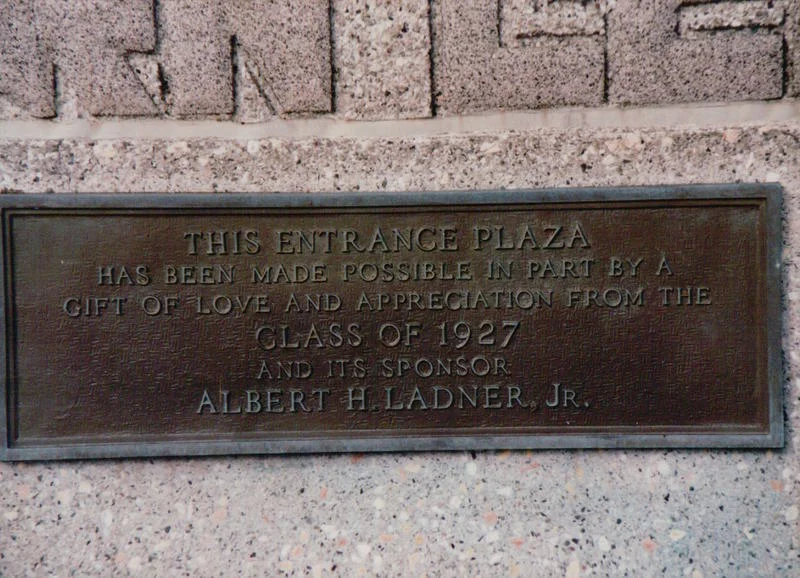 THIS ENTRANCE PLAZA
HAS BEEN MADE POSSIBLE IN PART BY A
GIFT OF LOVE AND APPRECIATION FROM THE
CLASS OF 1927
AND ITS SPONSOR
ALBERT H. LADNER, JR.